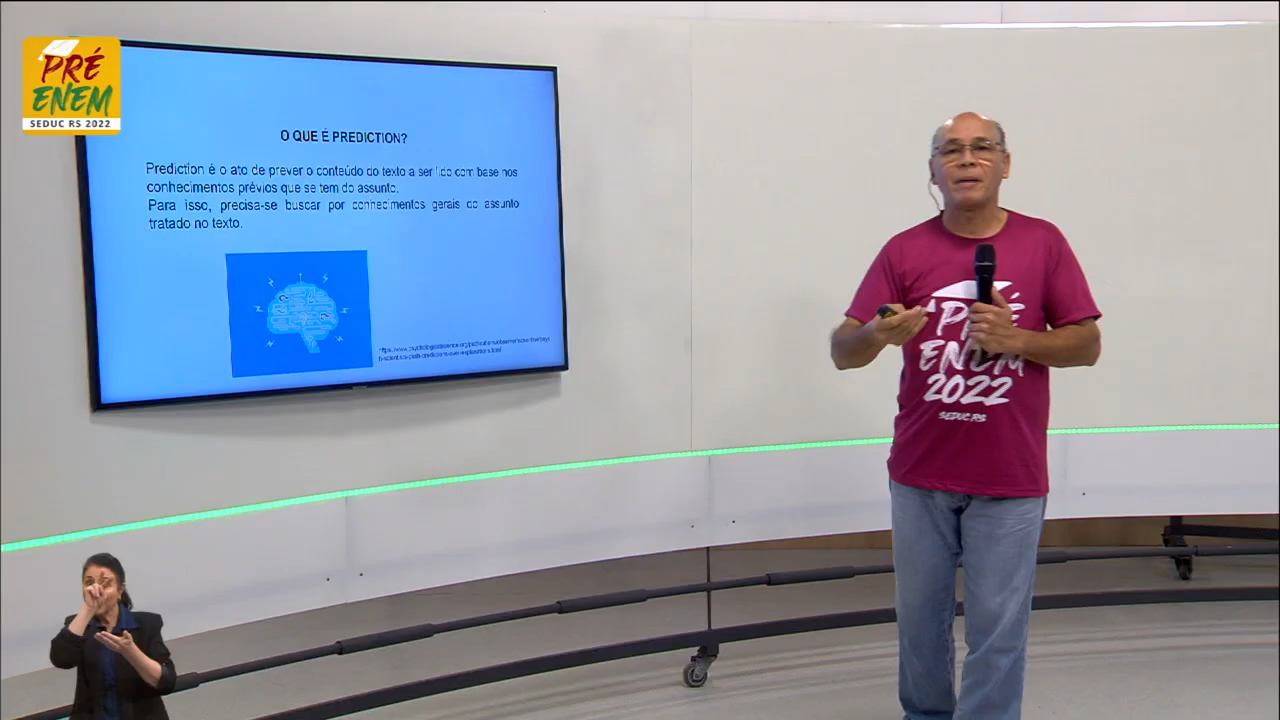 PRÉ
ENEM
SEDUC RS 2022
O QUE É PREDICTION?
Prediction é o ato de prever o conteúdo do texto a ser lido com base nos
conhecimentos prévios que se tem do assunto.
Para isso, precisa-se buscar por conhecimentos gerais do assunto
tratado no texto.
PRÉ
ENEM
2022
SEDUC RS